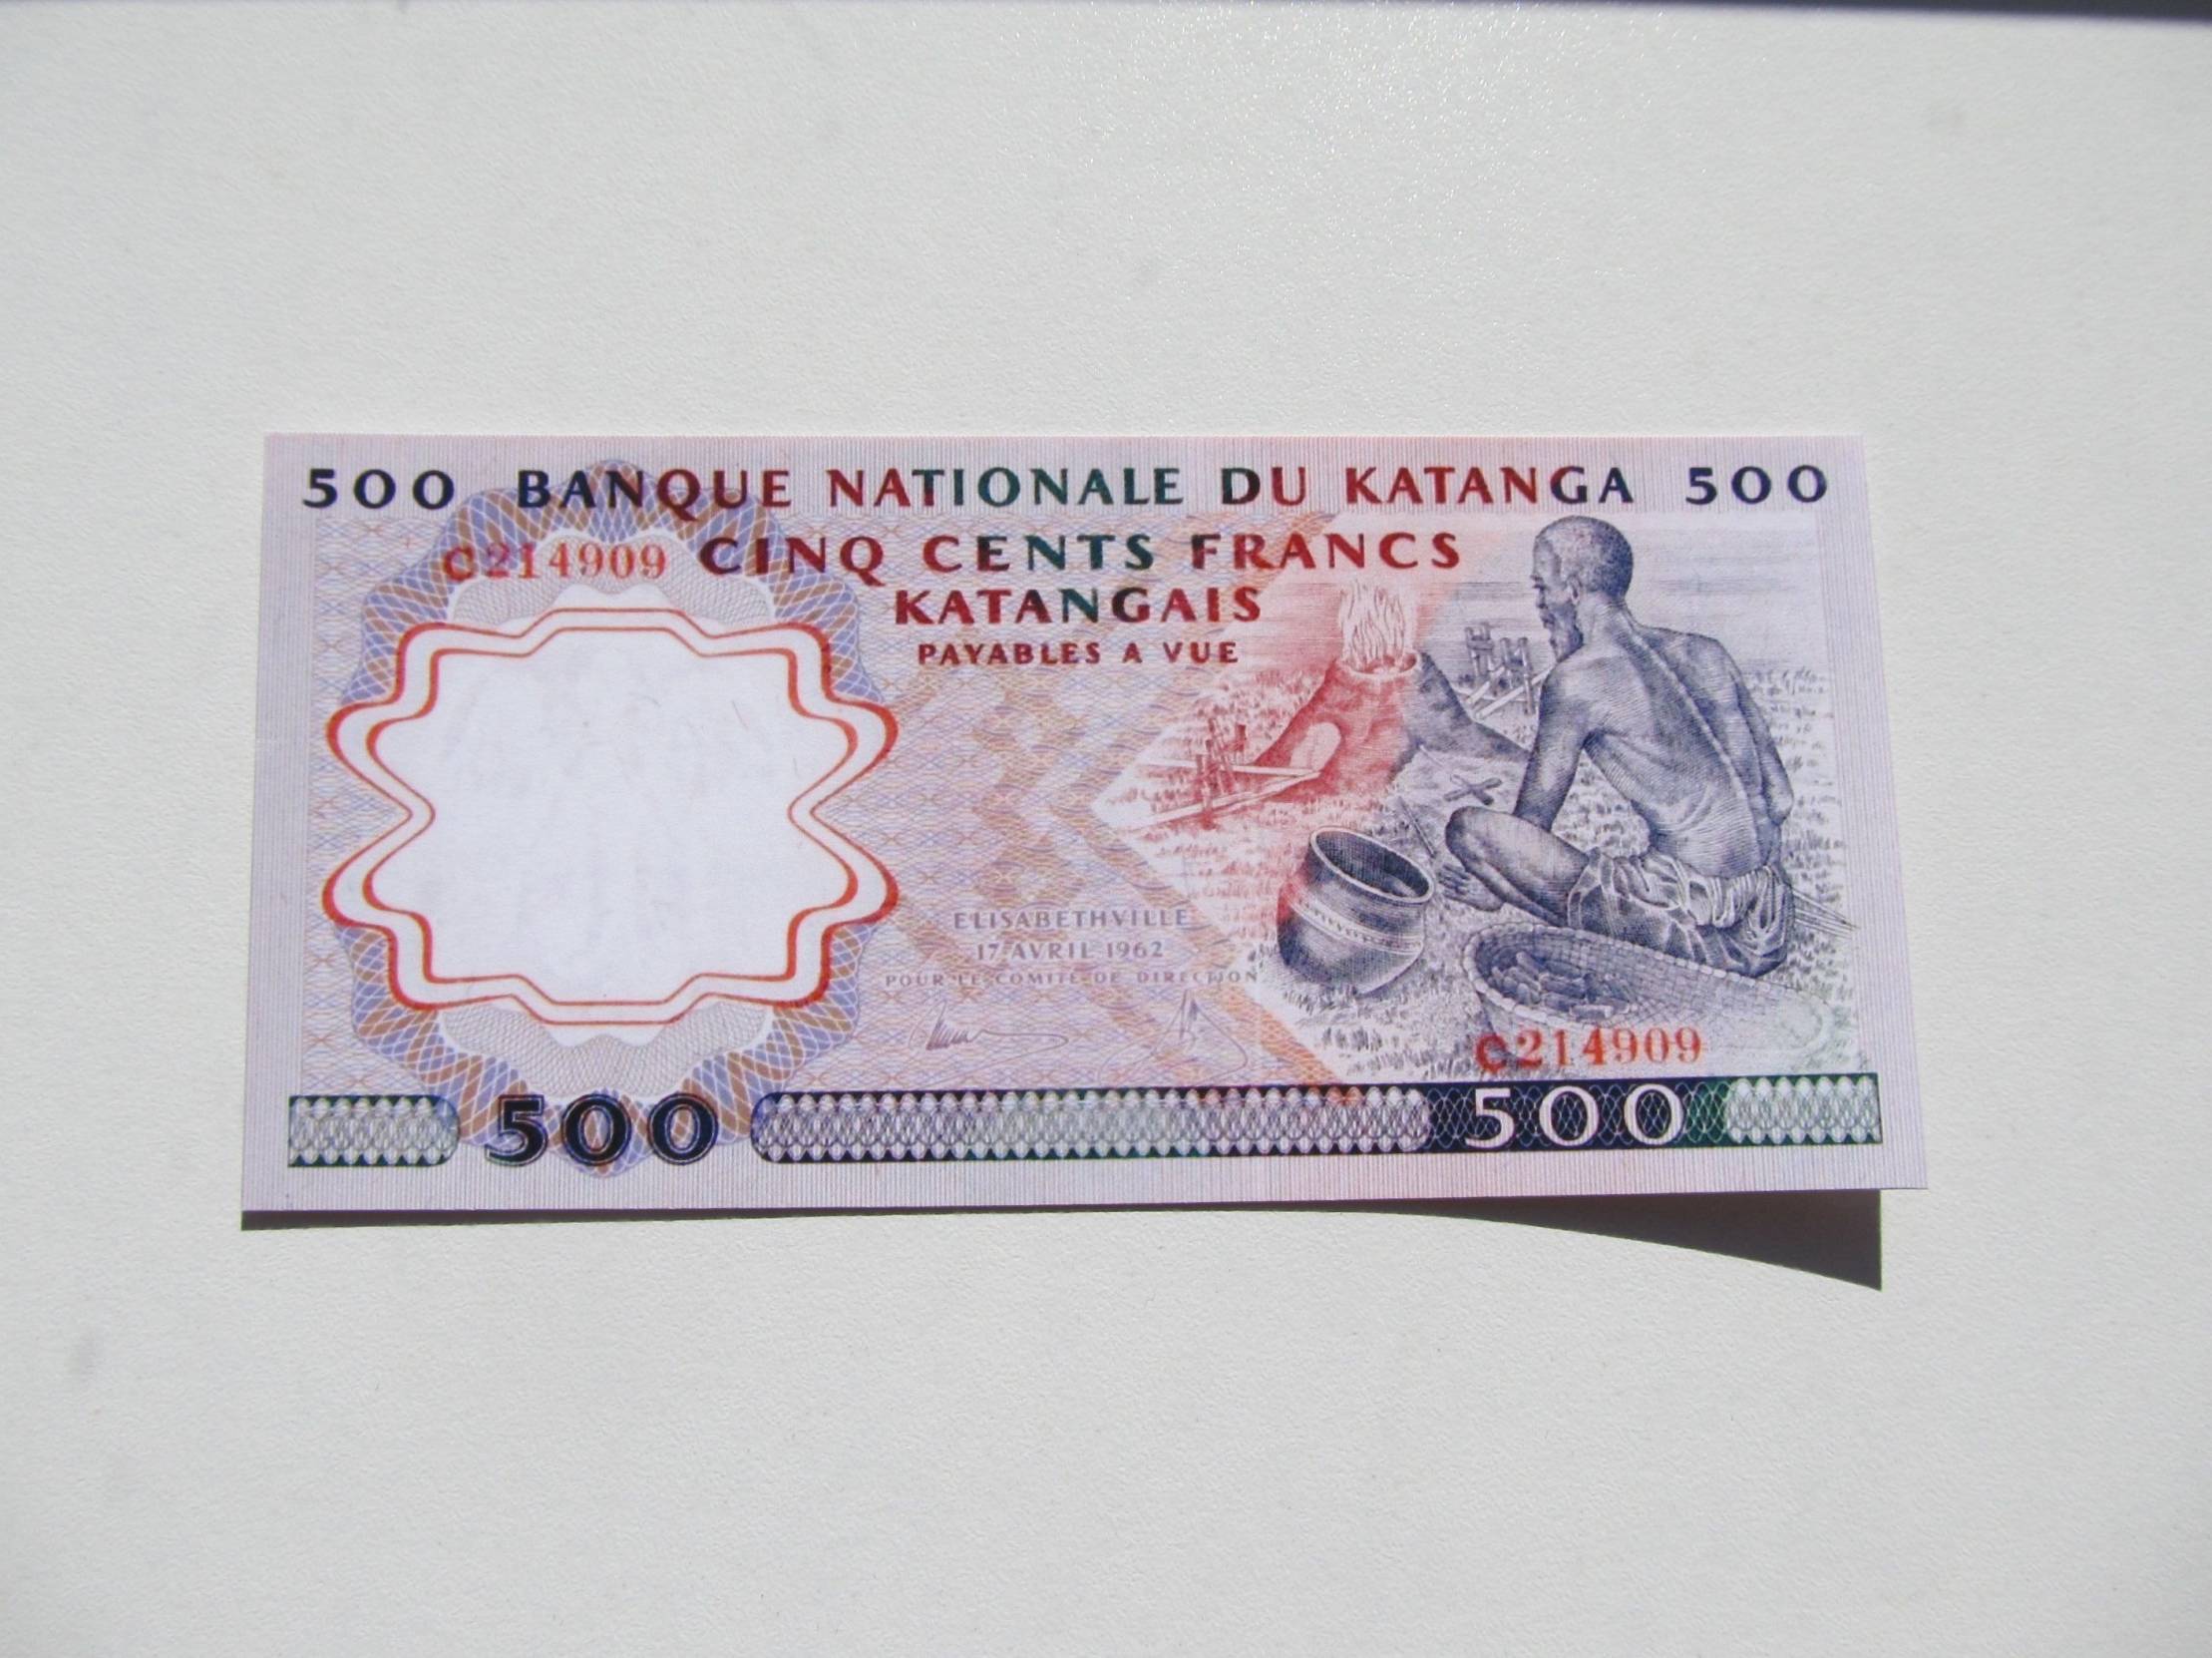 500 BANQUE NATIONALE DU KATANGA 500
C214909 CINQ CENTS FRANCS
KATANGAIS
PAYABLES A VUE
ELISABETHVILLE
17 AVRIL 1962
POUR LE COMITE DE DIRECTION
C214909
500 500